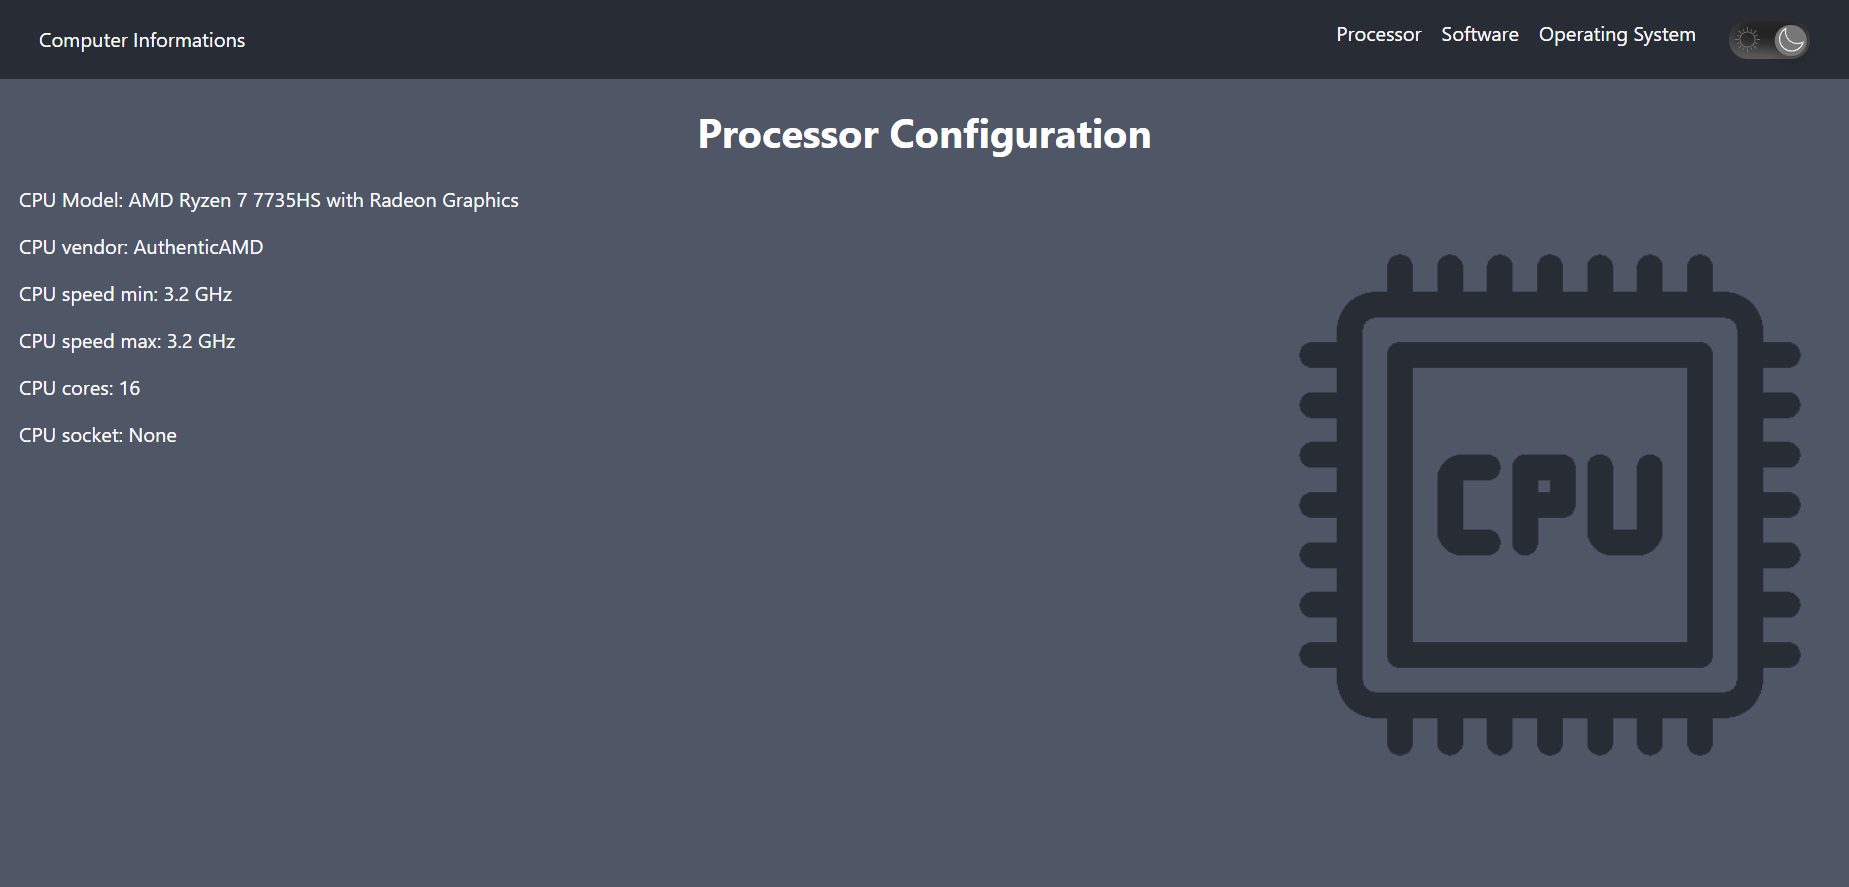 Computer Informations
Processor Software Operating System
Processor Configuration
CPU Model: AMD Ryzen 7 7735HS with Radeon Graphics
CPU vendor: AuthenticAMD
CPU speed min: 3.2 GHz
CPU speed max: 3.2 GHz
CPU cores: 16
CPU socket: None
CPU